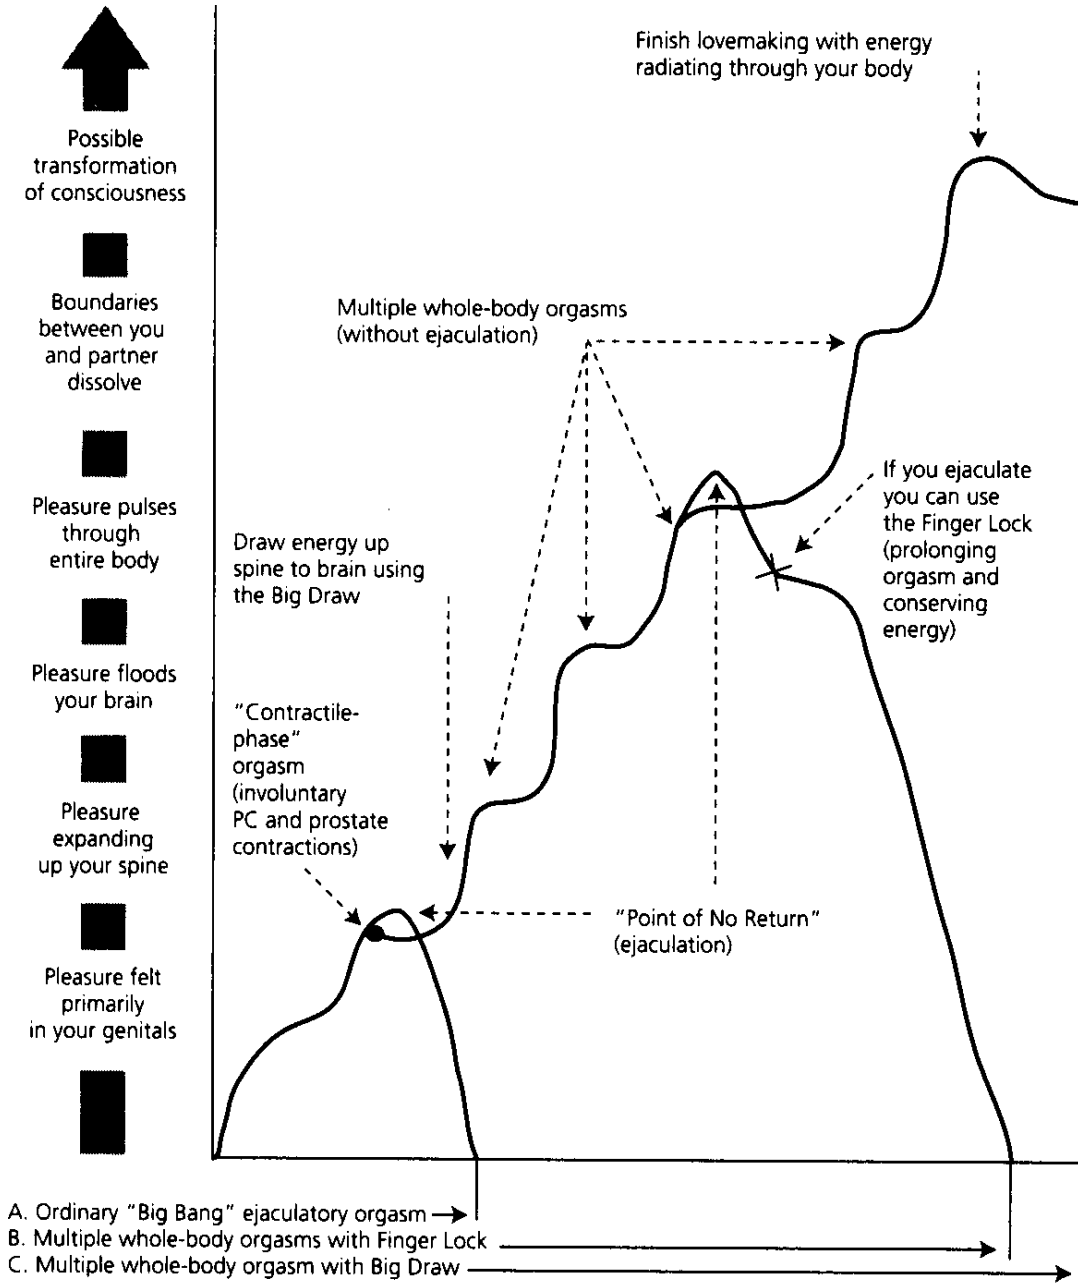 Finish lovemaking with energy
radiating through your body
Possible
transformation
of consciousness
Boundaries
between you
and partner
dissolve
Multiple whole-body orgasms
(without ejaculation)
Pleasure pulses
through
entire body
If you ejaculate
you can use
the Finger Lock
(prolonging
orgasm and
conserving
energy)
Draw energy up
spine to brain using
the Big Draw
Pleasure floods
your brain
"Contractile-
phase"
orgasm
(involuntary
PC and prostate
contractions)
Pleasure
expanding
up your spine
"Point of No Return"
(ejaculation)
Pleasure felt
primarily
in your genitals
A. Ordinary "Big Bang" ejaculatory orgasm
B. Multiple whole-body orgasms with Finger Lock
C. Multiple whole-body orgasm with Big Draw